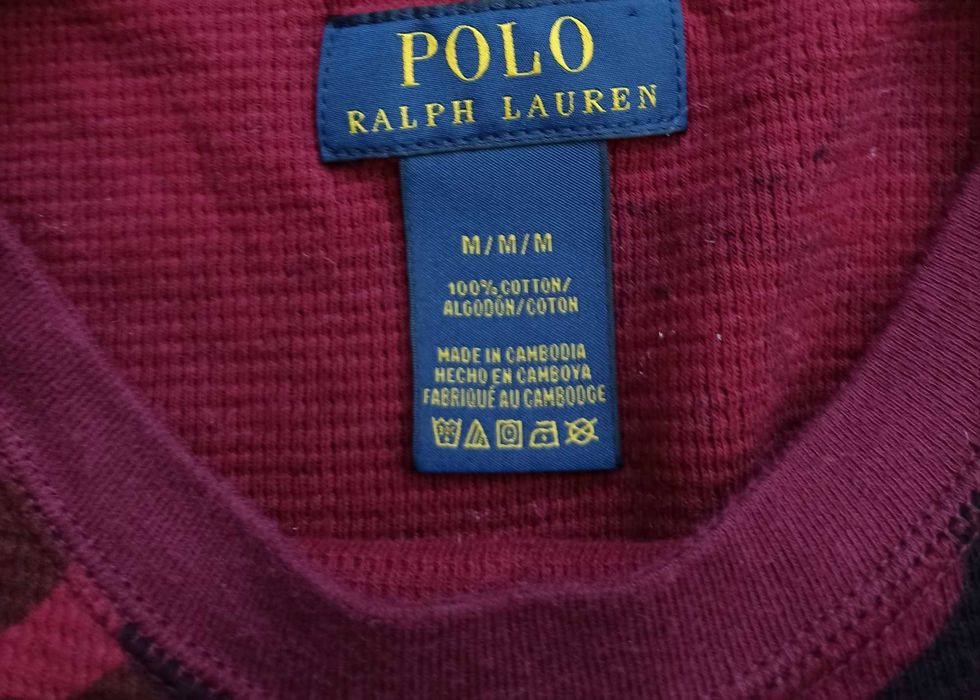 POLO
RALPH LAUREN
M/M/M
100% COTTON/
ALGODÓN/COTON
MADE IN CAMBODIA
HECHO EN CAMBOYA
FABRIQUÉ AU CAMBODGE